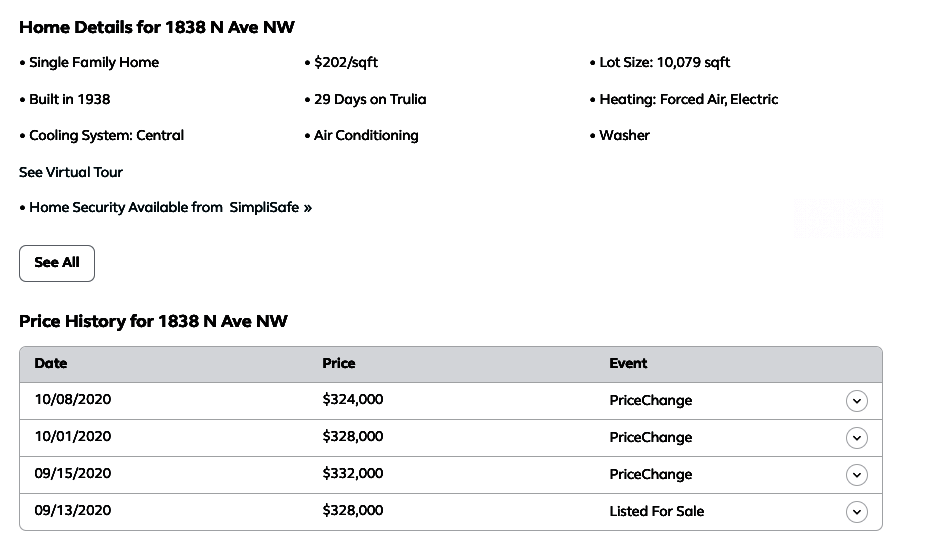 Home Details for 1838 N Ave NW
• Single Family Home • $202/sqft • Lot Size: 10,079 sqft
• Built in 1938 • 29 Days on Trulia • Heating: Forced Air, Electric
• Cooling System: Central • Air Conditioning • Washer
See Virtual Tour
• Home Security Available from SimpliSafe »
See All
Price History for 1838 N Ave NW
Date Price Event
10/08/2020 $324,000 PriceChange
10/01/2020 $328,000 PriceChange
09/15/2020 $332,000 PriceChange
09/13/2020 $328,000 Listed For Sale